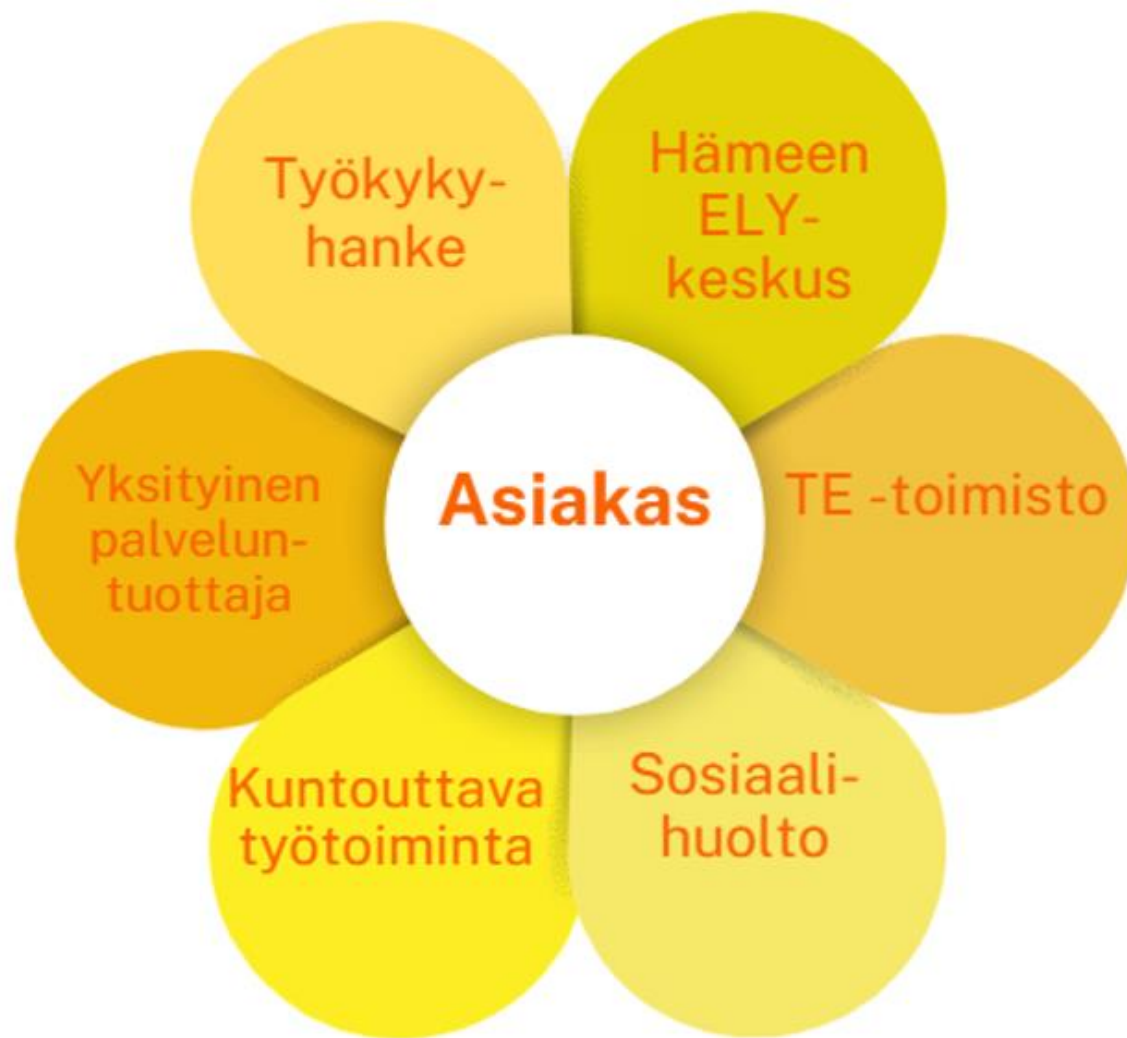 Työkyky-
hanke
Hämeen
ELY-
keskus
Yksityinen
palvelun-
tuottaja
Asiakas
TE -toimisto
Kuntouttava
työtoiminta
Sosiaali-
huolto